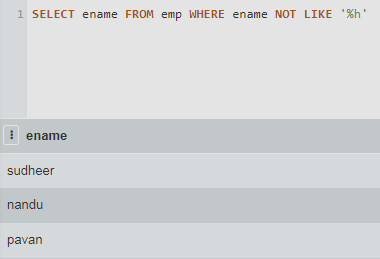 1 SELECT ename FROM emp WHERE ename NOT LIKE '%h'
ename
sudheer
nandu
pavan